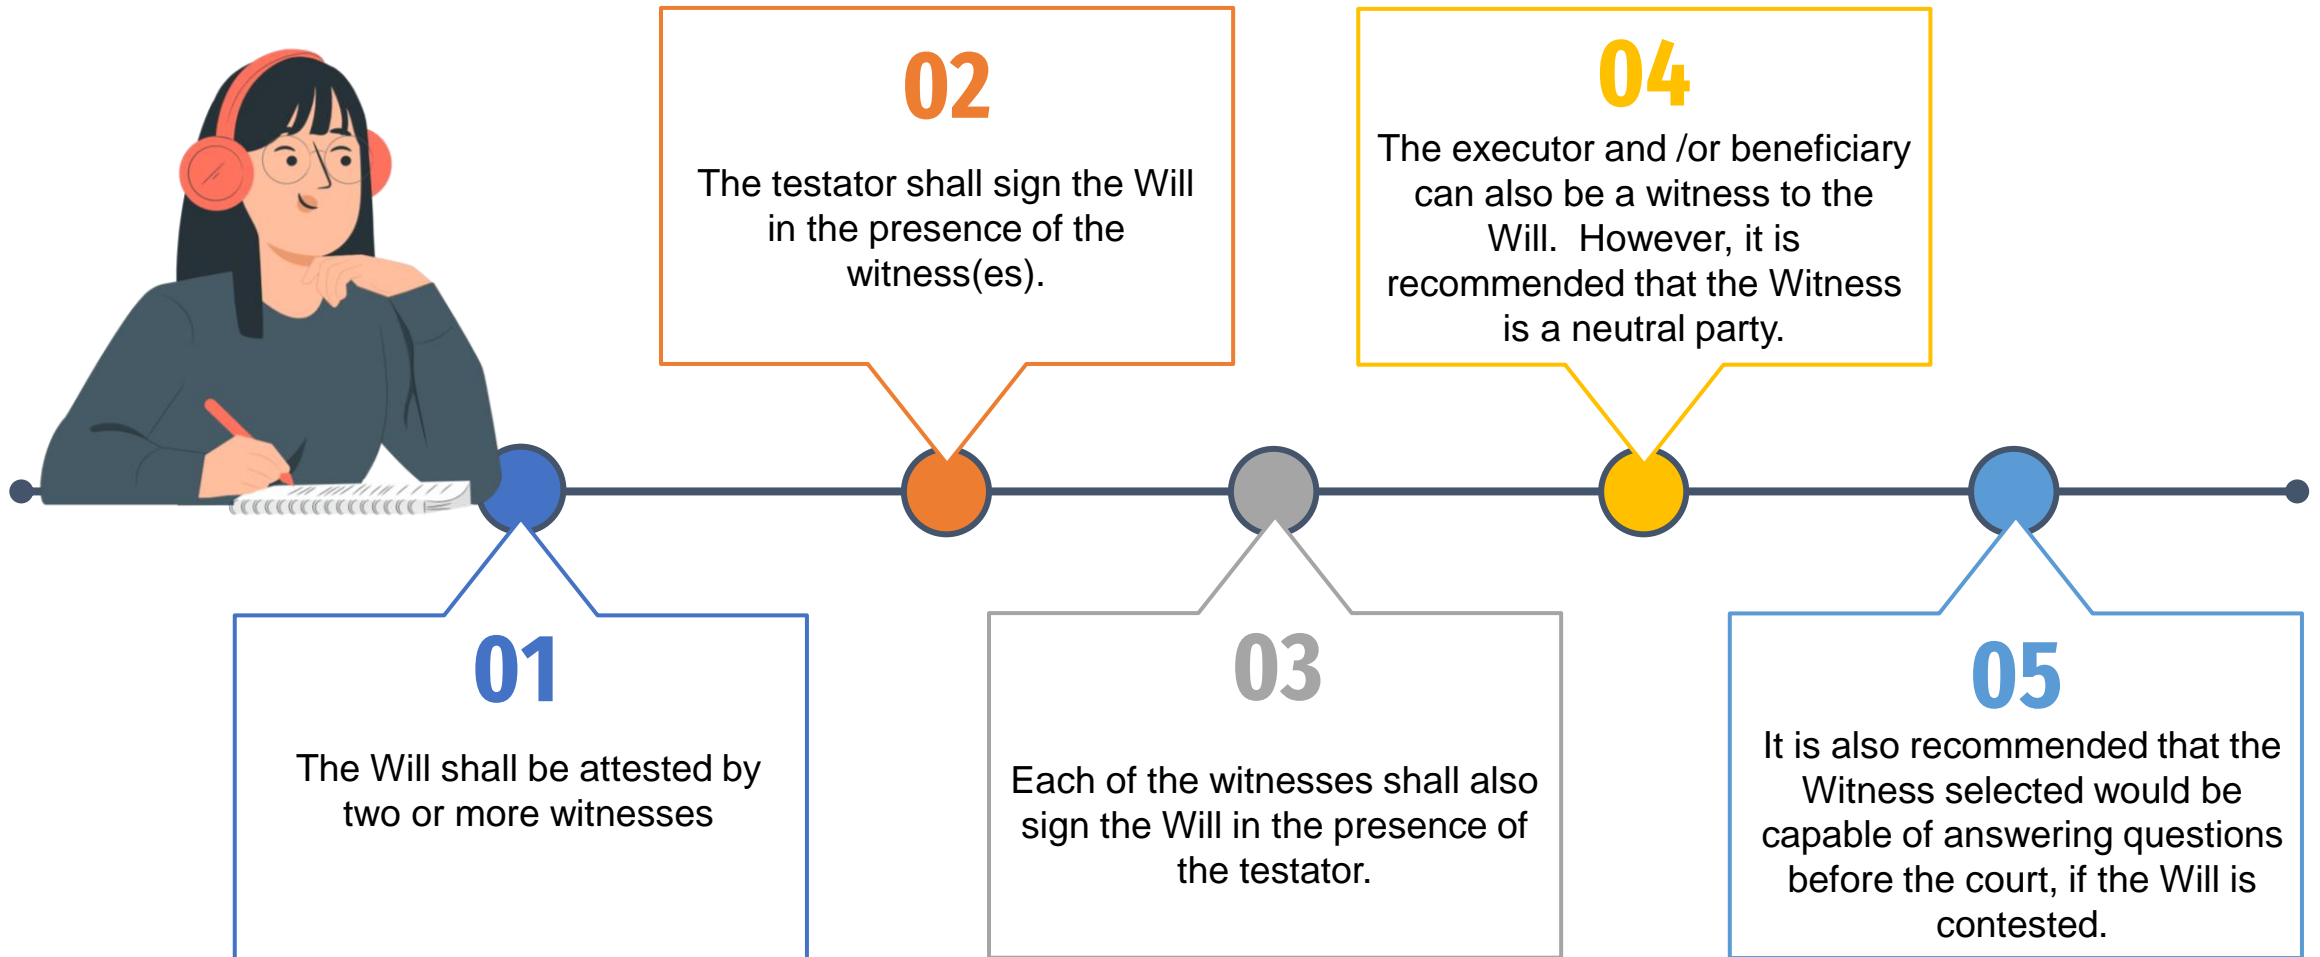 01
The Will shall be attested by
two or more witnesses
02
The testator shall sign the Will
in the presence of the
witness(es).
03
Each of the witnesses shall also
sign the Will in the presence of
the testator.
04
The executor and /or beneficiary
can also be a witness to the
Will.  However, it is
recommended that the Witness
is a neutral party.
05
It is also recommended that the
Witness selected would be
capable of answering questions
before the court, if the Will is
contested.